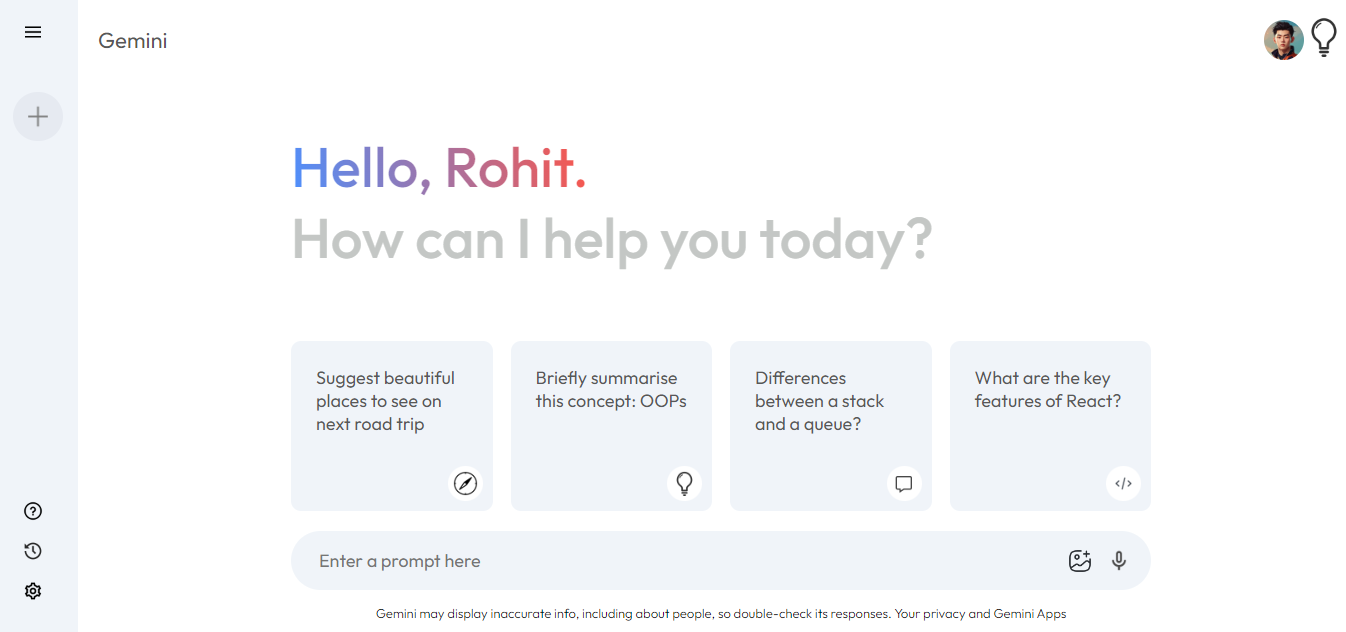 Gemini
Hello, Rohit.
How can I help you today?
Suggest beautiful
places to see on
next road trip
Briefly summarise
this concept: OOPs
Differences
between a stack
and a queue?
What are the key
features of React?
Enter a prompt here
Gemini may display inaccurate info, including about people, so double-check its responses. Your privacy and Gemini Apps